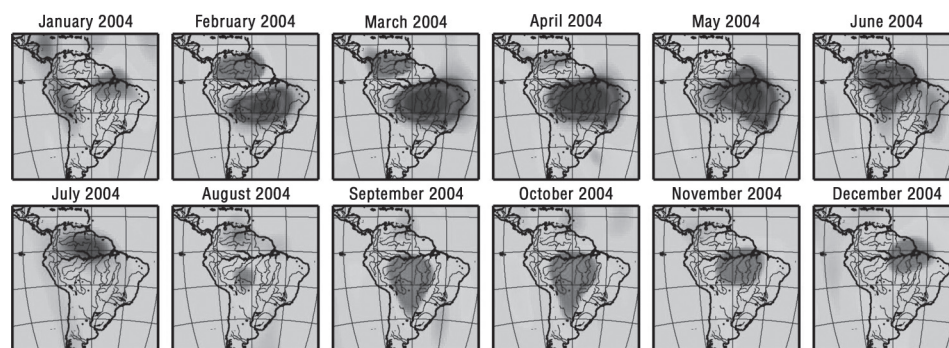 January 2004
February 2004
March 2004
April 2004
May 2004
June 2004
July 2004
August 2004
September 2004
October 2004
November 2004
December 2004